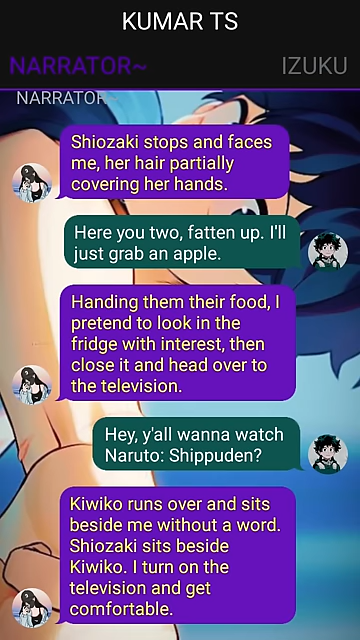 KUMAR TS
NARRATOR~
IZUKU
NARRATOR~
Shiozaki stops and faces
me, her hair partially
covering her hands.
Here you two, fatten up. I'll
just grab an apple.
Handing them their food, I
pretend to look in the
fridge with interest, then
close it and head over to
the television.
Hey, y'all wanna watch
Naruto: Shippuden?
Kiwiko runs over and sits
beside me without a word.
Shiozaki sits beside
Kiwiko. I turn on the
television and get
comfortable.